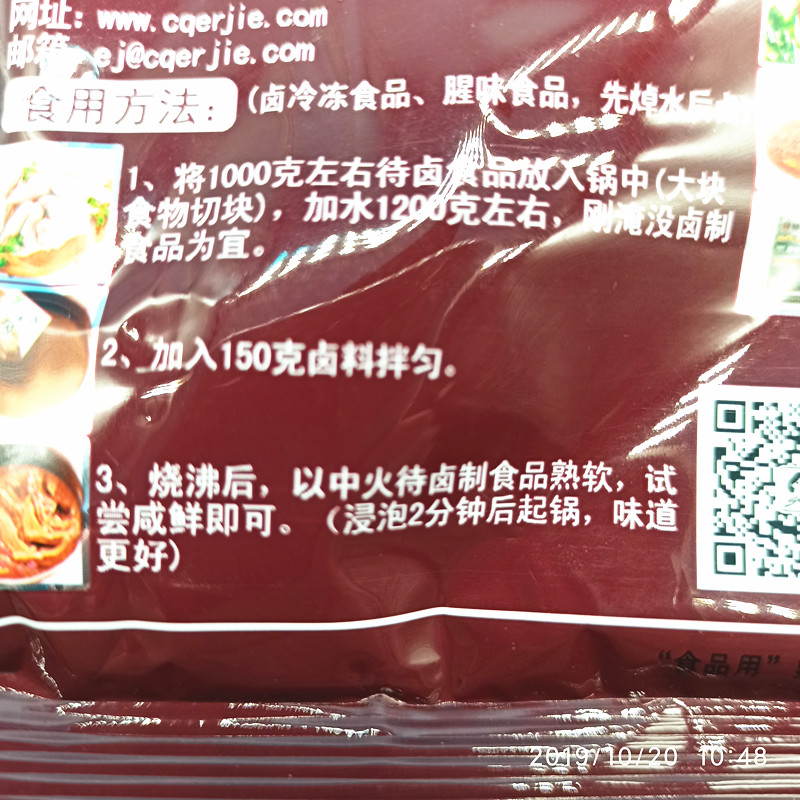 网址：www.cqerjie.com
邮箱：ej@cqerjie.com
食用方法：（卤冷冻食品、腥味食品，先焯水后卤
1、将1000克左右待卤食品放入锅中(大块
食物切块)，加水1200克左右，刚淹没卤制
食品为宜。
2、加入150克卤料拌匀。
3、烧沸后，以中火待卤制食品熟软，试
尝咸鲜即可。（浸泡2分钟后起锅，味道
更好）
“食品用”
2019/10/20 10:48